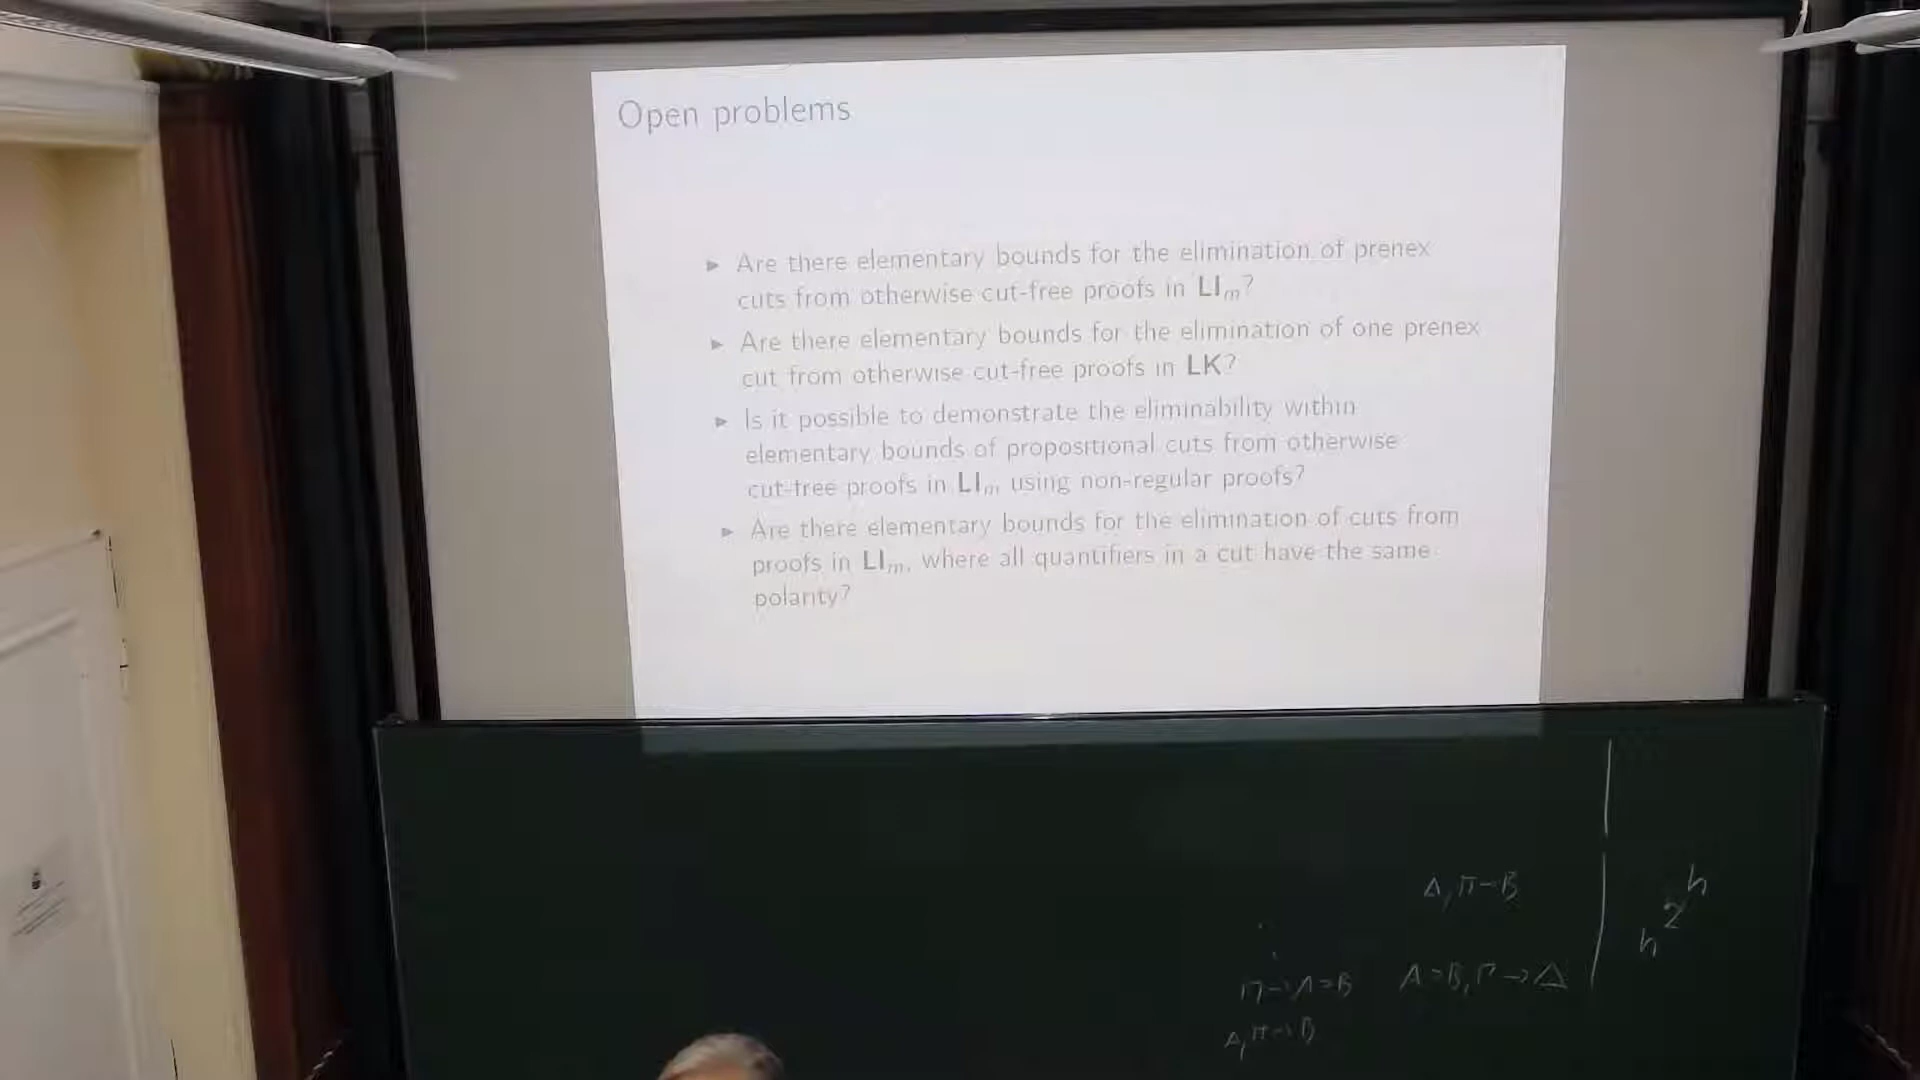 Open problems
► Are there elementary bounds for the elimination of prenex
cuts from otherwise cut-free proofs in LIₘ?
► Are there elementary bounds for the elimination of one prenex
cut from otherwise cut-free proofs in LK?
► Is it possible to demonstrate the eliminability within
elementary bounds of propositional cuts from otherwise
cut-free proofs in LIₘ using non-regular proofs?
► Are there elementary bounds for the elimination of cuts from
proofs in LIₘ, where all quantifiers in a cut have the same
polarity?
A, Π → B
Π → A ⊃ B   A ⊃ B, Γ → Δ
A, Π → B